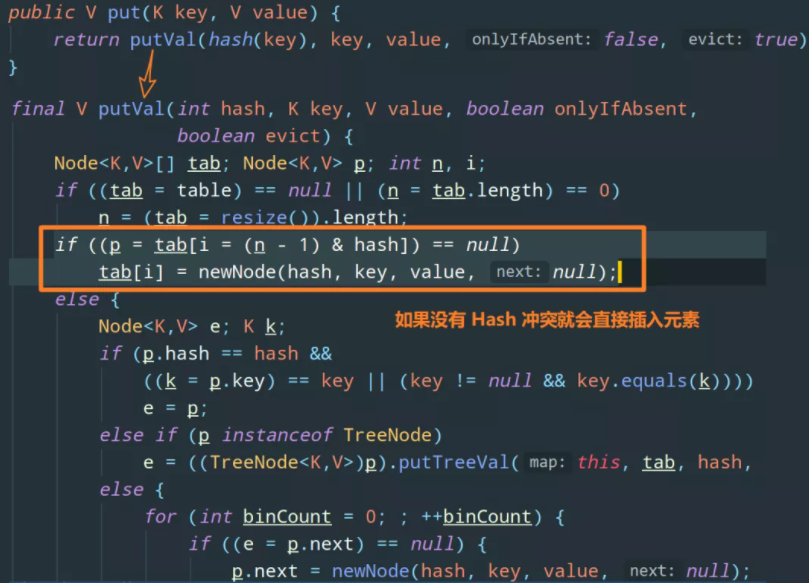 public V put(K key, V value) {
    return putVal(hash(key), key, value, onlyIfAbsent: false, evict: true)
}
final V putVal(int hash, K key, V value, boolean onlyIfAbsent,
               boolean evict) {
    Node<K,V>[] tab; Node<K,V> p; int n, i;
    if ((tab = table) == null || (n = tab.length) == 0)
        n = (tab = resize()).length;
    if ((p = tab[i = (n - 1) & hash]) == null)
        tab[i] = newNode(hash, key, value, next: null);
    else {
如果没有 Hash 冲突就会直接插入元素
        Node<K,V> e; K k;
        if (p.hash == hash &&
            ((k = p.key) == key || (key != null && key.equals(k))))
            e = p;
        else if (p instanceof TreeNode)
            e = ((TreeNode<K,V>)p).putTreeVal( map: this, tab, hash,
        else {
            for (int binCount = 0; ; ++binCount) {
                if ((e = p.next) == null) {
                    p.next = newNode(hash, key, value, next: null);